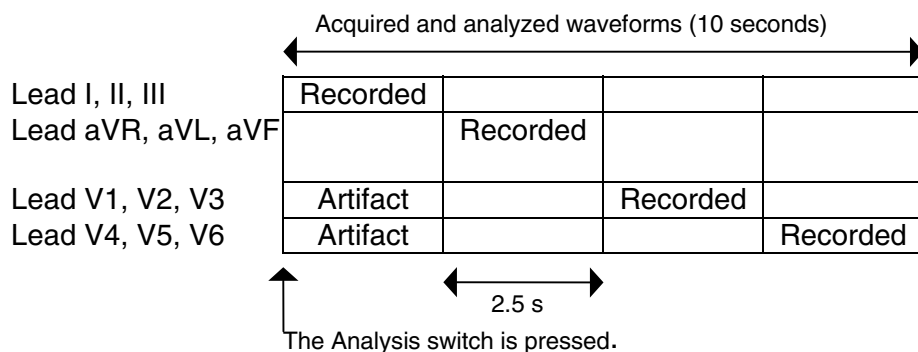 Acquired and analyzed waveforms (10 seconds)
Lead I, II, III Recorded
Lead aVR, aVL, aVF Recorded
Lead V1, V2, V3 Artifact Recorded
Lead V4, V5, V6 Artifact Recorded
2.5 s
The Analysis switch is pressed.